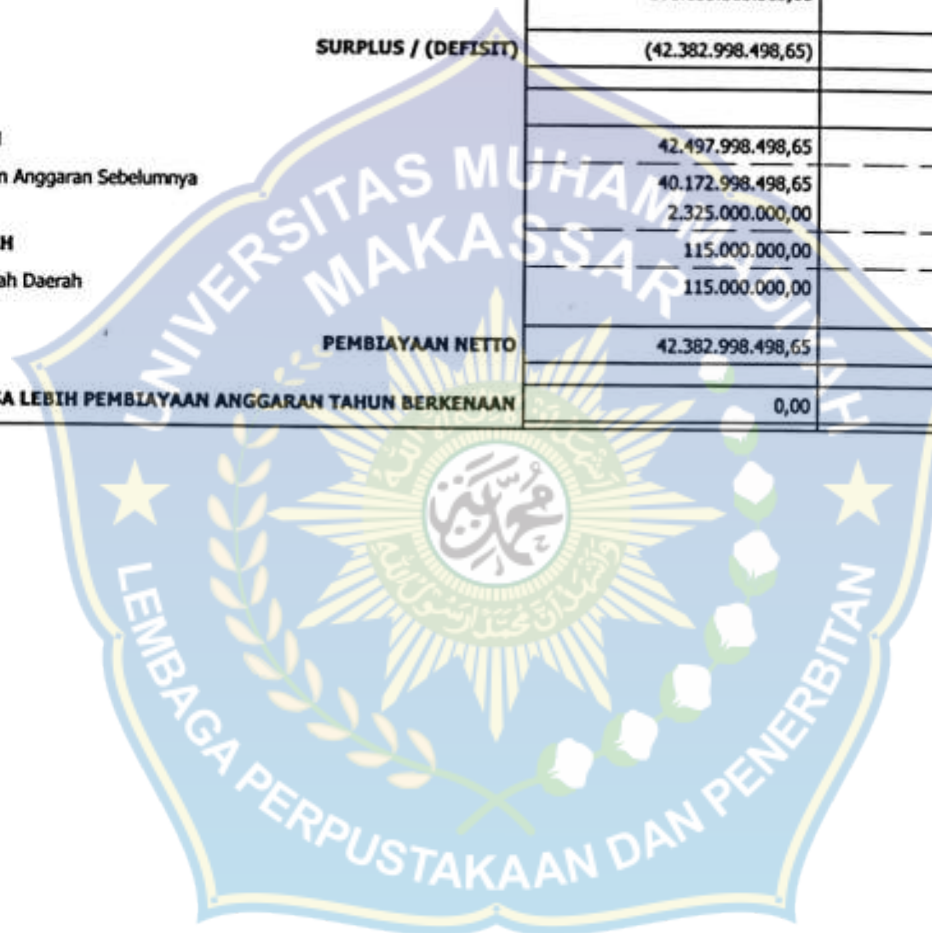 SURPLUS / (DEFISIT) (42.382.998.498,65)
42.497.998.498,65
n Anggaran Sebelumnya 40.172.998.498,65
2.325.000.000,00
H 115.000.000,00
ah Daerah 115.000.000,00
PEMBIAYAAN NETTO 42.382.998.498,65
A LEBIH PEMBIAYAAN ANGGARAN TAHUN BERKENAAN 0,00
UNIVERSITAS MUHAMMADIYAH
MAKASSAR
LEMBAGA PERPUSTAKAAN DAN PENERBITAN